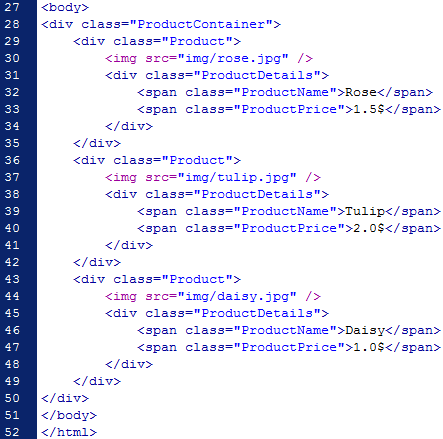 27 <body>
28 <div class="ProductContainer">
29     <div class="Product">
30         <img src="img/rose.jpg" />
31         <div class="ProductDetails">
32             <span class="ProductName">Rose</span>
33             <span class="ProductPrice">1.5$</span>
34         </div>
35     </div>
36     <div class="Product">
37         <img src="img/tulip.jpg" />
38         <div class="ProductDetails">
39             <span class="ProductName">Tulip</span>
40             <span class="ProductPrice">2.0$</span>
41         </div>
42     </div>
43     <div class="Product">
44         <img src="img/daisy.jpg" />
45         <div class="ProductDetails">
46             <span class="ProductName">Daisy</span>
47             <span class="ProductPrice">1.0$</span>
48         </div>
49     </div>
50 </div>
51 </body>
52 </html>